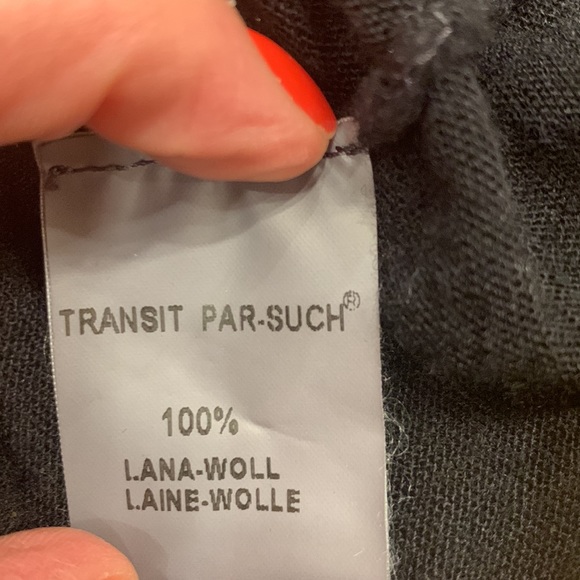 TRANSIT PAR-SUCH®
100%
LANA-WOLL
LAINE-WOLLE